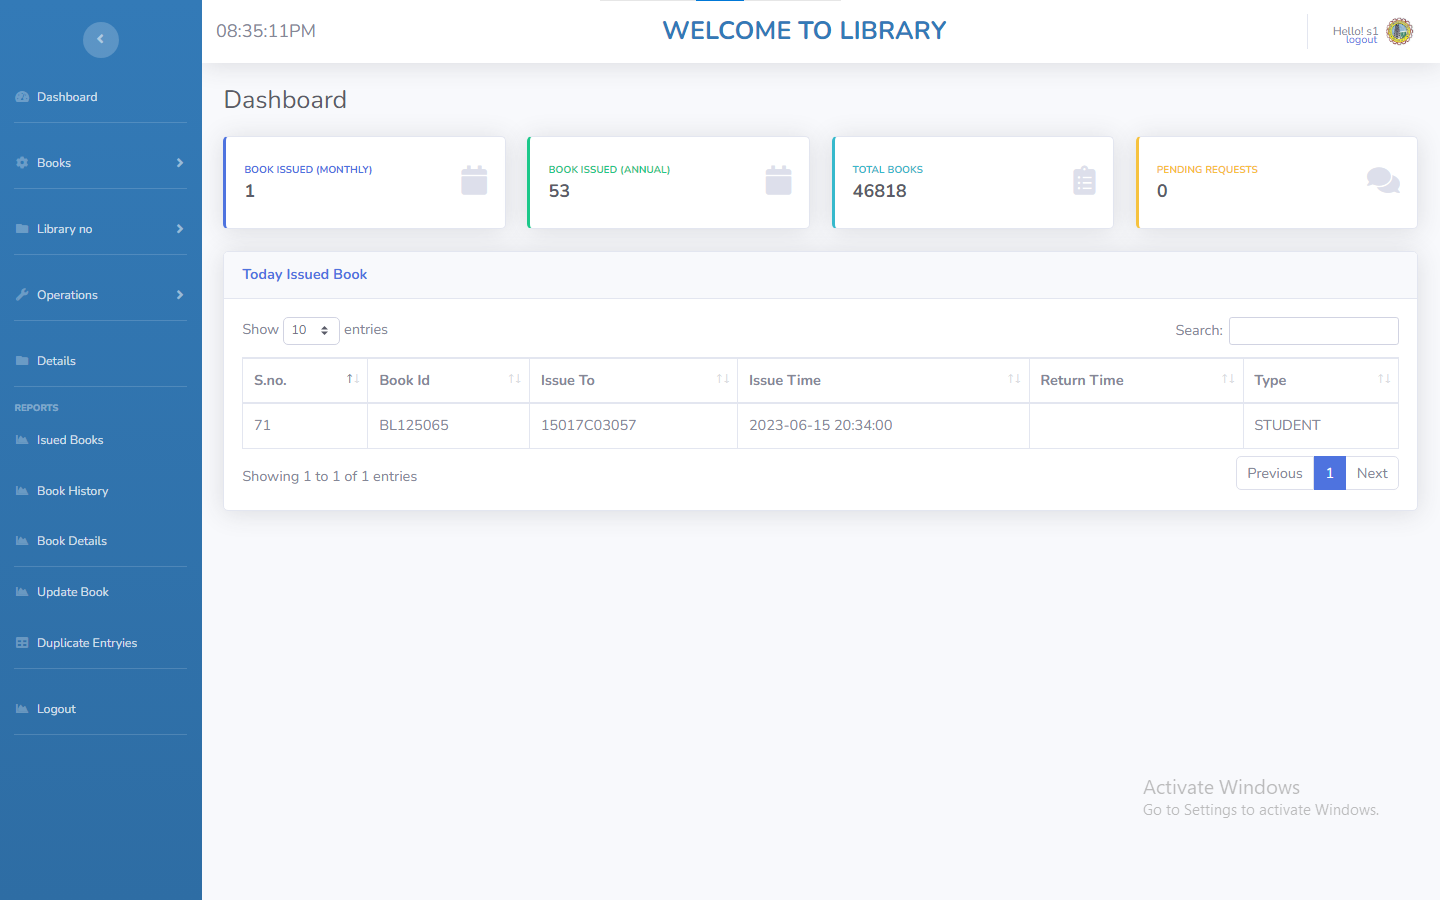 08:35:11PM
WELCOME TO LIBRARY
Hello! s1
logout
Dashboard
Books
Library no
Operations
Details
REPORTS
Isued Books
Book History
Book Details
Update Book
Duplicate Entryies
Logout
Dashboard
BOOK ISSUED (MONTHLY)
1
BOOK ISSUED (ANNUAL)
53
TOTAL BOOKS
46818
PENDING REQUESTS
0
Today Issued Book
Show 10 entries
Search:
S.no. Book Id Issue To Issue Time Return Time Type
71 BL125065 15017C03057 2023-06-15 20:34:00 STUDENT
Showing 1 to 1 of 1 entries
Previous 1 Next
Activate Windows
Go to Settings to activate Windows.